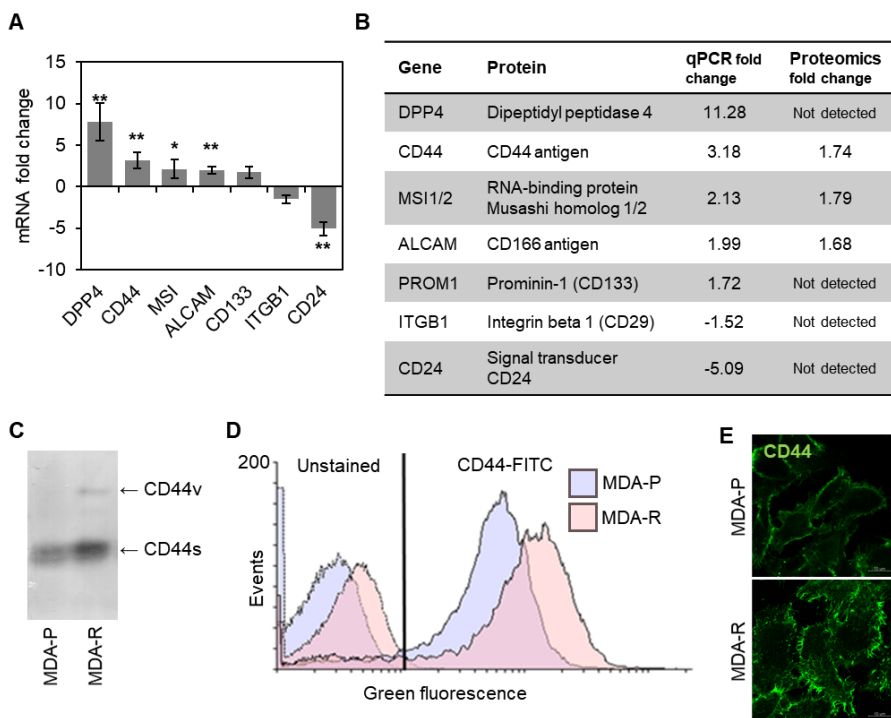 A
mRNA fold change
15
10
5
0
-5
-10
**
**
*
**
**
DPP4
CD44
MSI
ALCAM
CD133
ITGB1
CD24
B
Gene Protein qPCR fold change Proteomics fold change
DPP4 Dipeptidyl peptidase 4 11.28 Not detected
CD44 CD44 antigen 3.18 1.74
MSI1/2 RNA-binding protein Musashi homolog 1/2 2.13 1.79
ALCAM CD166 antigen 1.99 1.68
PROM1 Prominin-1 (CD133) 1.72 Not detected
ITGB1 Integrin beta 1 (CD29) -1.52 Not detected
CD24 Signal transducer CD24 -5.09 Not detected
C
← CD44v
← CD44s
MDA-P
MDA-R
D
200
Events
Unstained
CD44-FITC
MDA-P
MDA-R
Green fluorescence
E
CD44
MDA-P
MDA-R